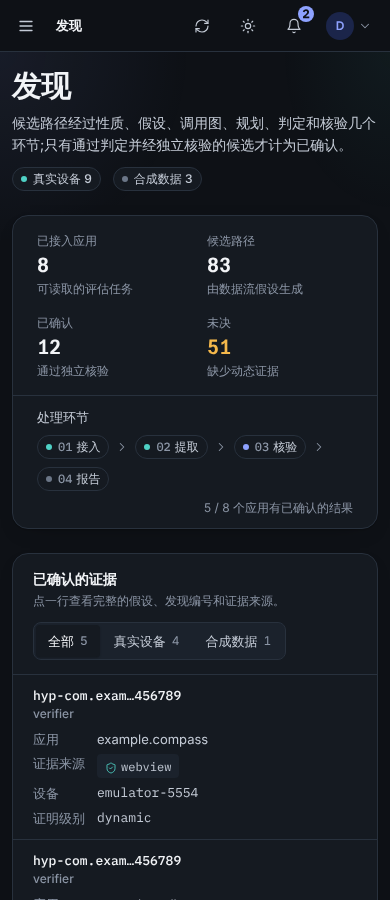 发现
2
D
发现
候选路径经过性质、假设、调用图、规划、判定和核验几个
环节;只有通过判定并经独立核验的候选才计为已确认。
真实设备 9
合成数据 3
已接入应用
8
可读取的评估任务
候选路径
83
由数据流假设生成
已确认
12
通过独立核验
未决
51
缺少动态证据
处理环节
01 接入
02 提取
03 核验
04 报告
5 / 8 个应用有已确认的结果
已确认的证据
点一行查看完整的假设、发现编号和证据来源。
全部 5
真实设备 4
合成数据 1
hyp-com.exam…456789
verifier
应用 example.compass
证据来源 webview
设备 emulator-5554
证明级别 dynamic
hyp-com.exam…456789
verifier